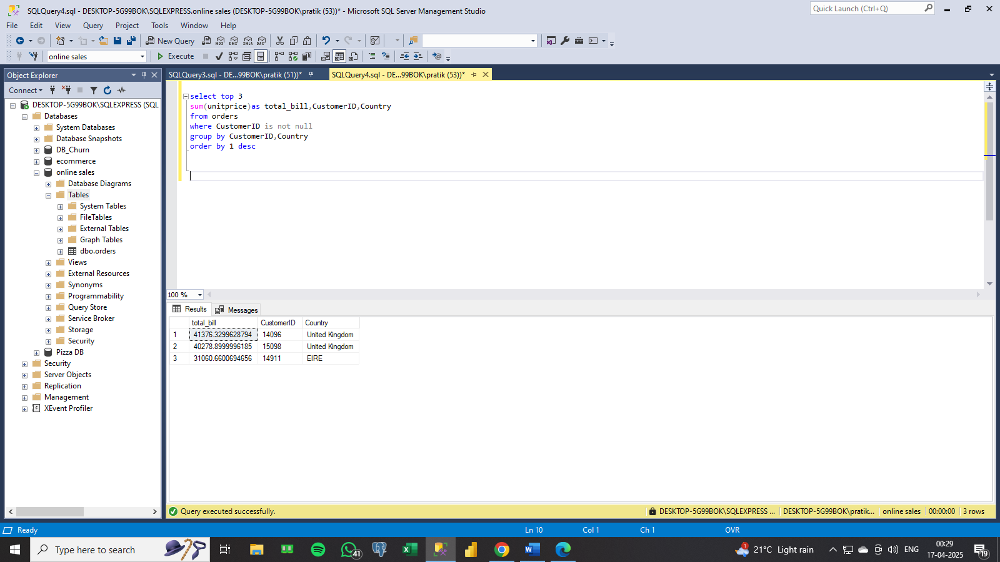 SQLQuery4.sql - DESKTOP-5G99BOK\SQLEXPRESS.online sales (DESKTOP-5G99BOK\pratik (53))* - Microsoft SQL Server Management Studio
Quick Launch (Ctrl+Q)
File Edit View Query Project Tools Window Help
New Query
MDX DMX XMLA DAX
online sales
Execute
Object Explorer
Connect
DESKTOP-5G99BOK\SQLEXPRESS (SQL
Databases
System Databases
Database Snapshots
DB_Churn
ecommerce
online sales
Database Diagrams
Tables
System Tables
FileTables
External Tables
Graph Tables
dbo.orders
Views
External Resources
Synonyms
Programmability
Query Store
Service Broker
Storage
Security
Pizza DB
Security
Server Objects
Replication
Management
XEvent Profiler
SQLQuery3.sql - DE...99BOK\pratik (51))*
SQLQuery4.sql - DE...99BOK\pratik (53))*
select top 3
sum(unitprice)as total_bill,CustomerID,Country
from orders
where CustomerID is not null
group by CustomerID,Country
order by 1 desc
100 %
Results Messages
total_bill CustomerID Country
1 41376.3299628794 14096 United Kingdom
2 40278.8999996185 15098 United Kingdom
3 31060.6600694656 14911 EIRE
Query executed successfully.
DESKTOP-5G99BOK\SQLEXPRESS ... DESKTOP-5G99BOK\pratik... online sales 00:00:00 3 rows
Ready Ln 10 Col 1 Ch 1 OVR
Type here to search
41
1
21°C Light rain
ENG
00:29
17-04-2025
19